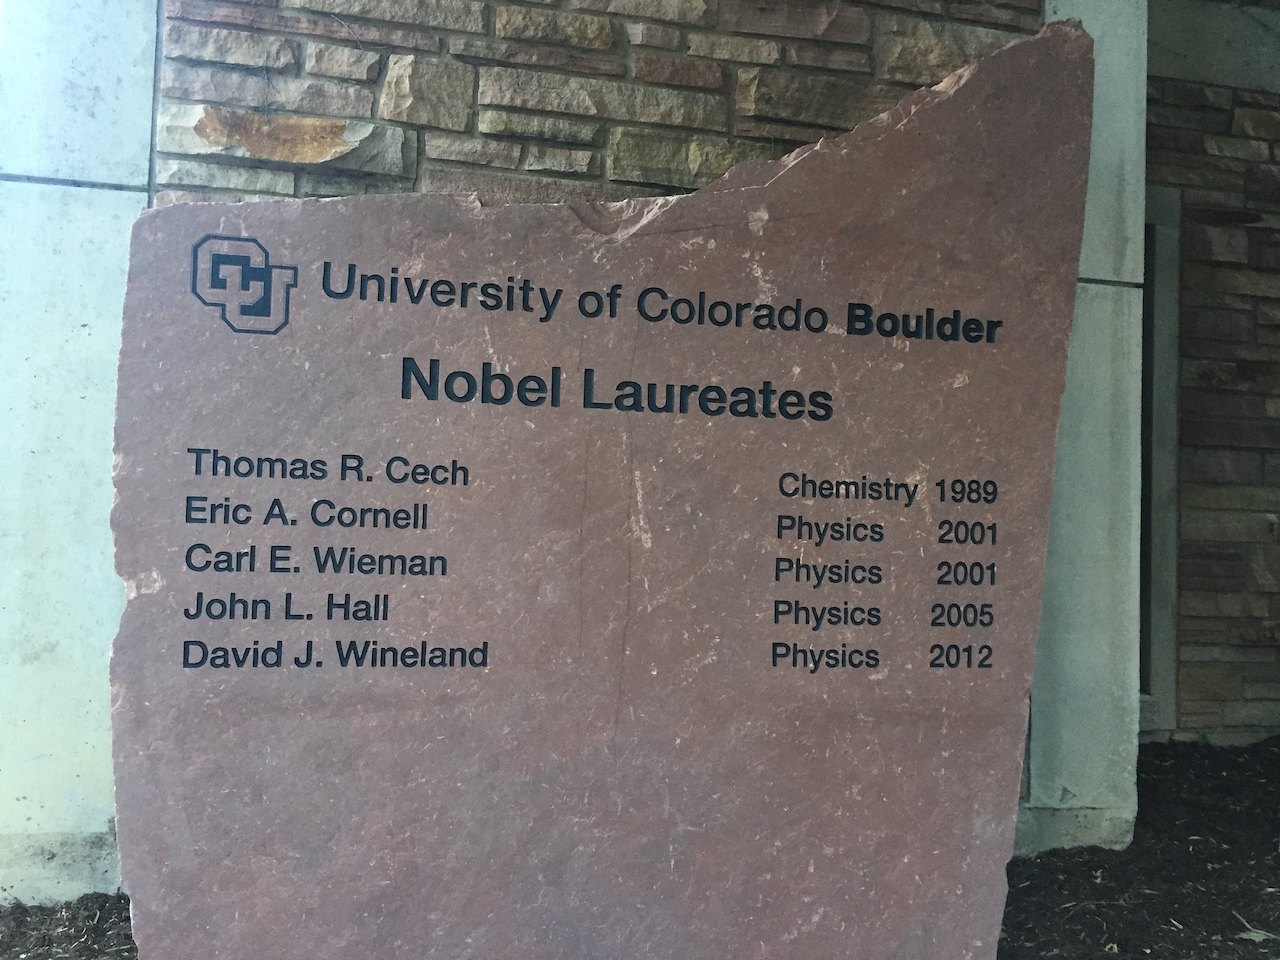 CU University of Colorado Boulder
Nobel Laureates
Thomas R. Cech Chemistry 1989
Eric A. Cornell Physics 2001
Carl E. Wieman Physics 2001
John L. Hall Physics 2005
David J. Wineland Physics 2012